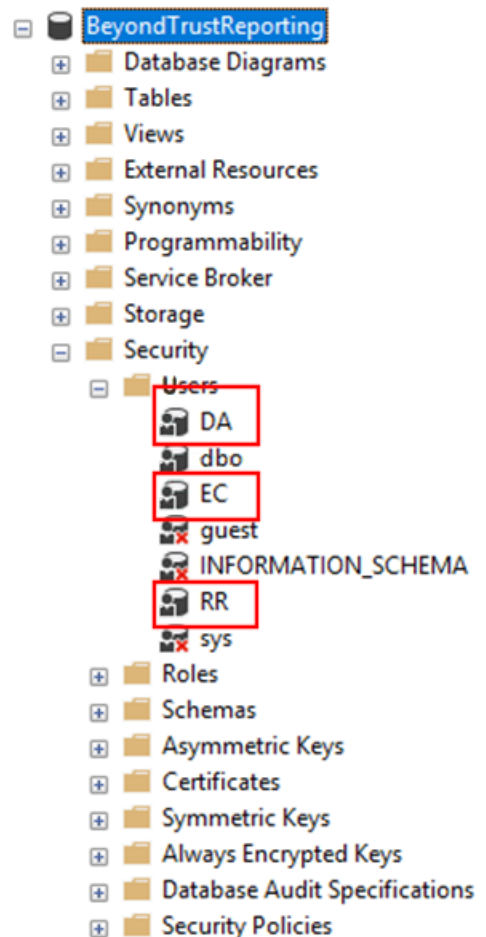 BeyondTrustReporting
Database Diagrams
Tables
Views
External Resources
Synonyms
Programmability
Service Broker
Storage
Security
Users
DA
dbo
EC
guest
INFORMATION_SCHEMA
RR
sys
Roles
Schemas
Asymmetric Keys
Certificates
Symmetric Keys
Always Encrypted Keys
Database Audit Specifications
Security Policies